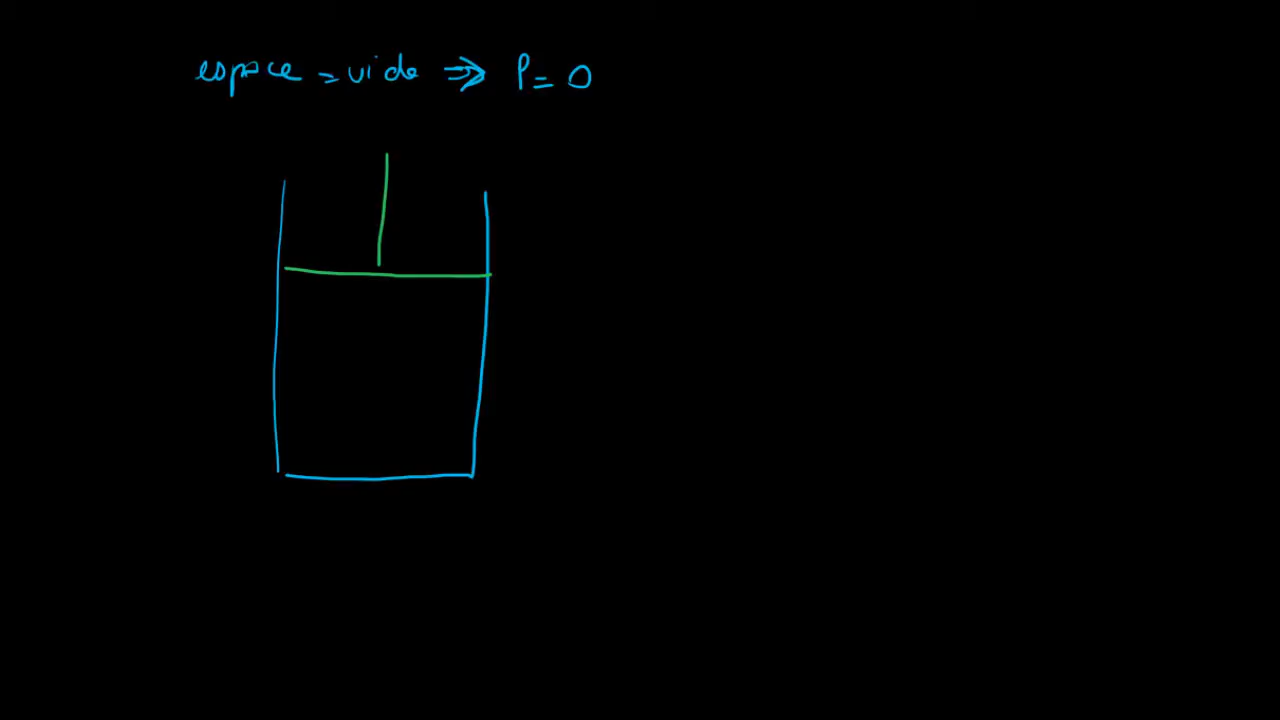 espace = vide ⇒ P = 0